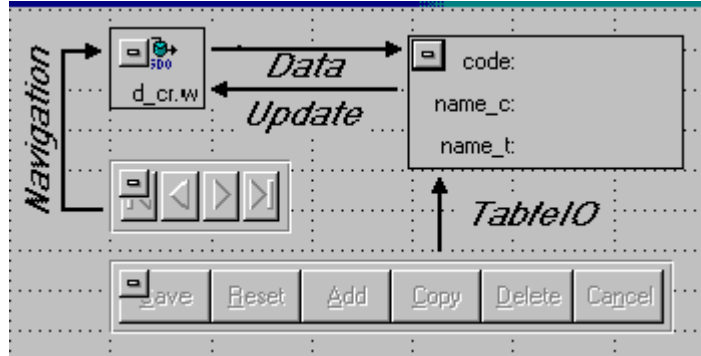 Navigation
SDO
d_cr.w
Data
Update
code:
name_c:
name_t:
TableIO
Save
Reset
Add
Copy
Delete
Cancel